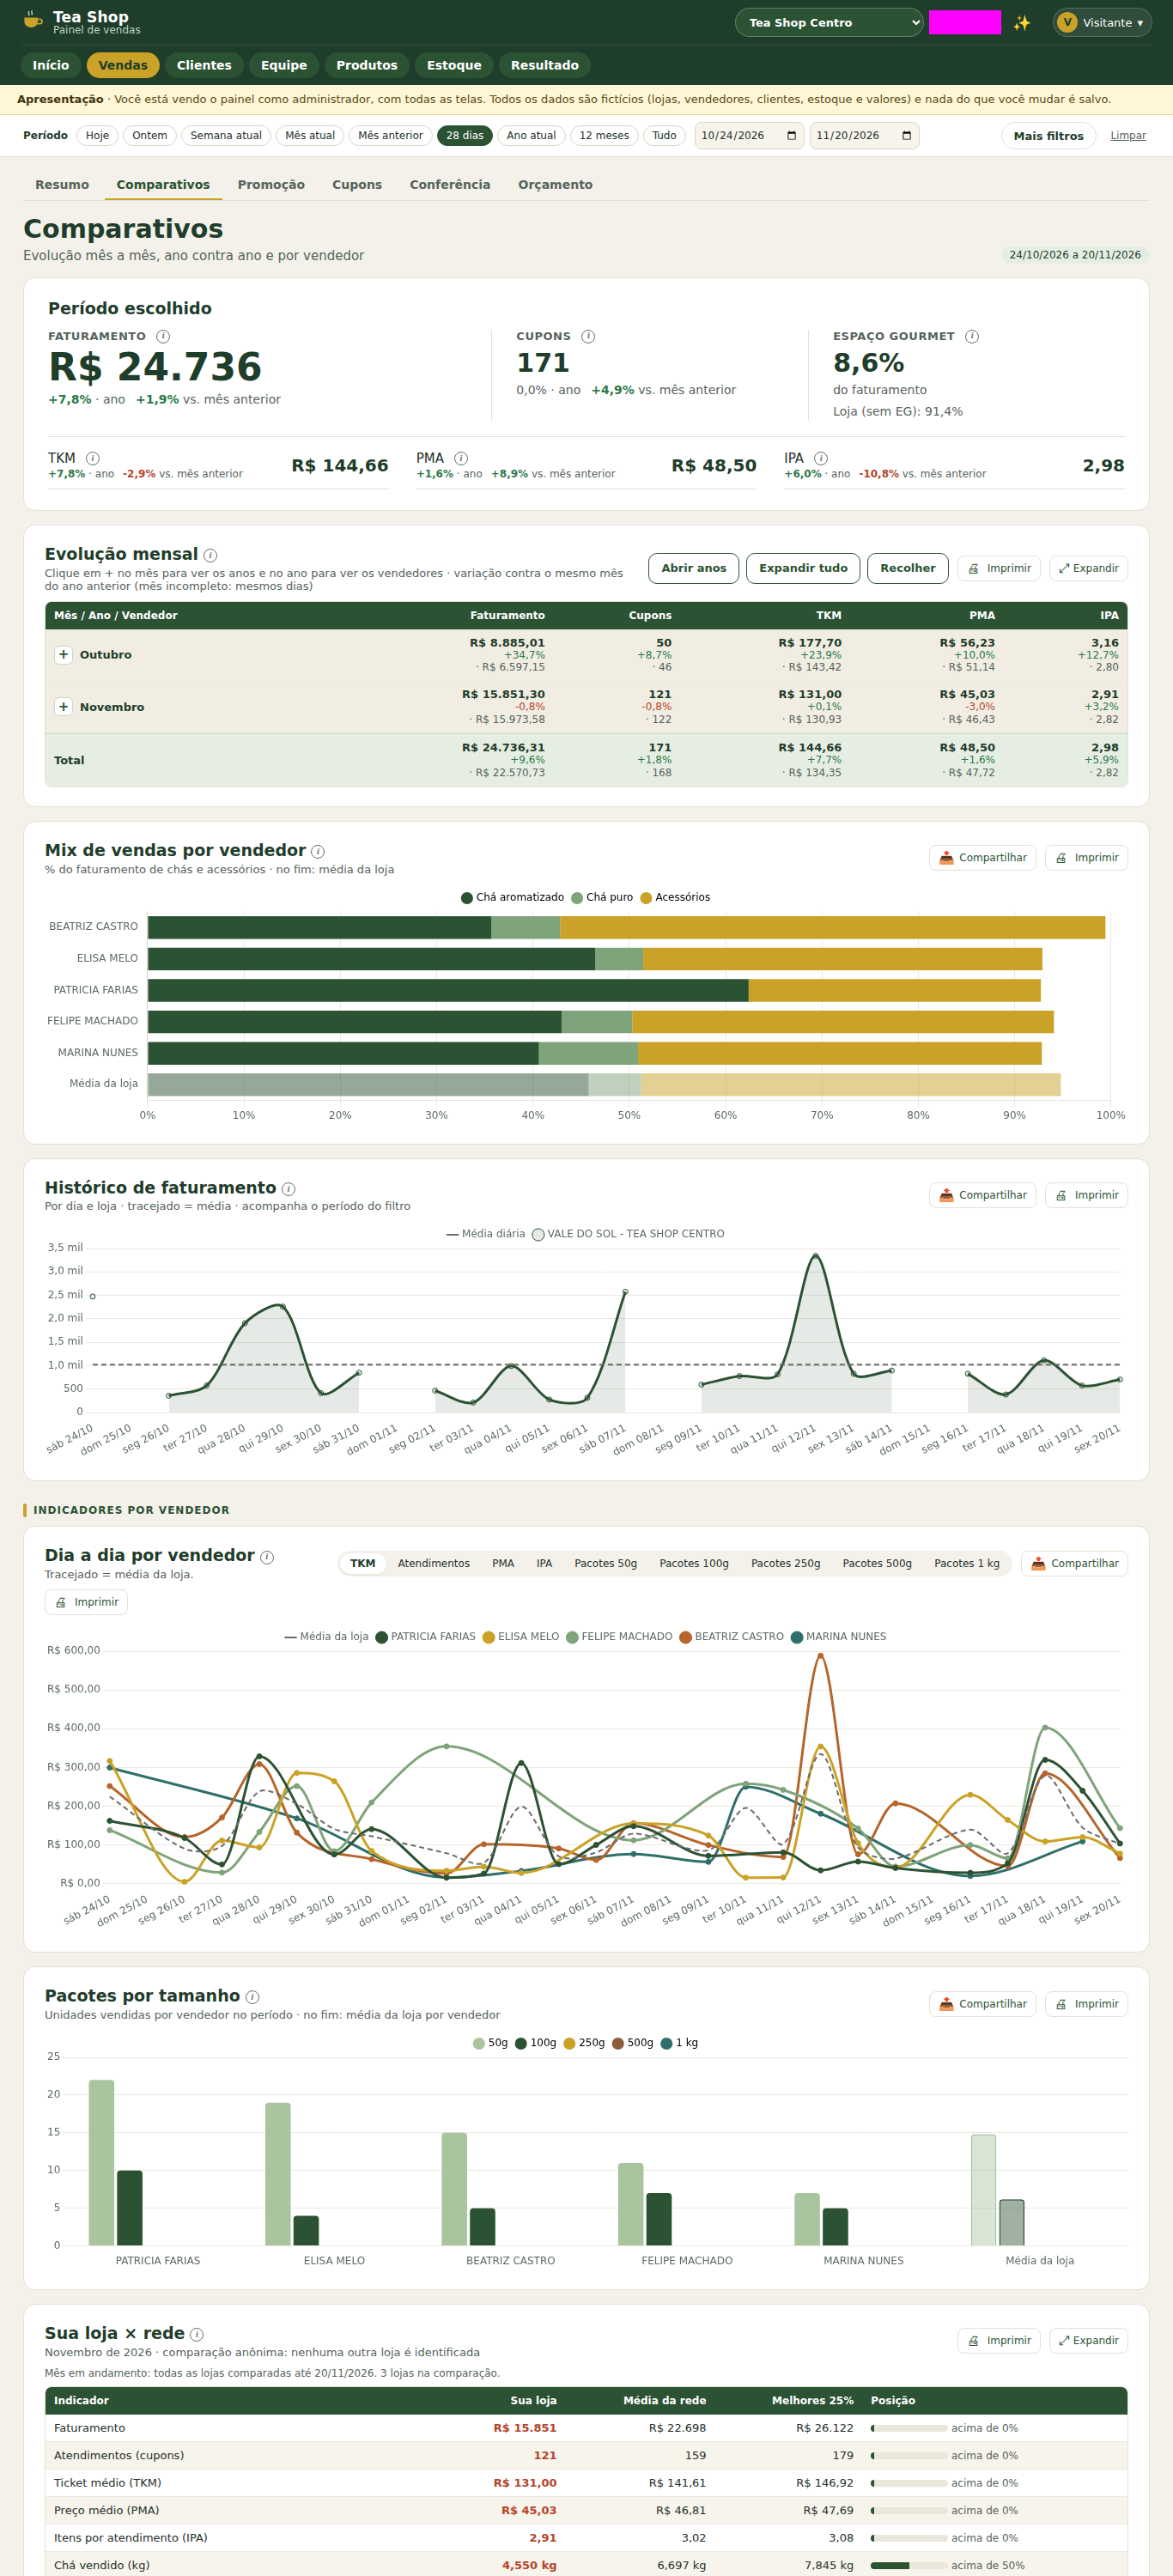 Tea Shop
Painel de vendas
Tea Shop Centro
V Visitante ▾
Início Vendas Clientes Equipe Produtos Estoque Resultado
Apresentação · Você está vendo o painel como administrador, com todas as telas. Todos os dados são fictícios (lojas, vendedores, clientes, estoque e valores) e nada do que você mudar é salvo.
Período Hoje Ontem Semana atual Mês atual Mês anterior 28 dias Ano atual 12 meses Tudo 10/24/2026 11/20/2026 Mais filtros Limpar
Resumo Comparativos Promoção Cupons Conferência Orçamento
Comparativos
Evolução mês a mês, ano contra ano e por vendedor
24/10/2026 a 20/11/2026
Período escolhido
FATURAMENTO i CUPONS i ESPAÇO GOURMET i
R$ 24.736 171 8,6%
+7,8% · ano +1,9% vs. mês anterior
0,0% · ano +4,9% vs. mês anterior
do faturamento
Loja (sem EG): 91,4%
TKM i
+7,8% · ano -2,9% vs. mês anterior
R$ 144,66
PMA i
+1,6% · ano +8,9% vs. mês anterior
R$ 48,50
IPA i
+6,0% · ano -10,8% vs. mês anterior
2,98
Evolução mensal i
Clique em + no mês para ver os anos e no ano para ver os vendedores · variação contra o mesmo mês
do ano anterior (mês incompleto: mesmos dias)
Abrir anos Expandir tudo Recolher Imprimir Expandir
Mês / Ano / Vendedor Faturamento Cupons TKM PMA IPA
R$ 8.885,01 50 R$ 177,70 R$ 56,23 3,16
+ Outubro +34,7% +8,7% +23,9% +10,0% +12,7%
· R$ 6.597,15 · 46 · R$ 143,42 · R$ 51,14 · 2,80
R$ 15.851,30 121 R$ 131,00 R$ 45,03 2,91
+ Novembro -0,8% -0,8% +0,1% -3,0% +3,2%
· R$ 15.973,58 · 122 · R$ 130,93 · R$ 46,43 · 2,82
R$ 24.736,31 171 R$ 144,66 R$ 48,50 2,98
Total +9,6% +1,8% +7,7% +1,6% +5,9%
· R$ 22.570,73 · 168 · R$ 134,35 · R$ 47,72 · 2,82
Mix de vendas por vendedor i
% do faturamento de chás e acessórios · no fim: média da loja
Compartilhar Imprimir
Chá aromatizado Chá puro Acessórios
BEATRIZ CASTRO
ELISA MELO
PATRICIA FARIAS
FELIPE MACHADO
MARINA NUNES
Média da loja
0% 10% 20% 30% 40% 50% 60% 70% 80% 90% 100%
Histórico de faturamento i
Por dia e loja · tracejado = média · acompanha o período do filtro
Compartilhar Imprimir
Média diária VALE DO SOL - TEA SHOP CENTRO
3,5 mil
3,0 mil
2,5 mil
2,0 mil
1,5 mil
1,0 mil
500
0
sáb 24/10 dom 25/10 seg 26/10 ter 27/10 qua 28/10 qui 29/10 sex 30/10 sáb 31/10 dom 01/11 seg 02/11 ter 03/11 qua 04/11 qui 05/11 sex 06/11 sáb 07/11 dom 08/11 seg 09/11 ter 10/11 qua 11/11 qui 12/11 sex 13/11 sáb 14/11 dom 15/11 seg 16/11 ter 17/11 qua 18/11 qui 19/11 sex 20/11
INDICADORES POR VENDEDOR
Dia a dia por vendedor i
Tracejado = média da loja.
TKM Atendimentos PMA IPA Pacotes 50g Pacotes 100g Pacotes 250g Pacotes 500g Pacotes 1 kg Compartilhar
Imprimir
Média da loja PATRICIA FARIAS ELISA MELO FELIPE MACHADO BEATRIZ CASTRO MARINA NUNES
R$ 600,00
R$ 500,00
R$ 400,00
R$ 300,00
R$ 200,00
R$ 100,00
R$ 0,00
sáb 24/10 dom 25/10 seg 26/10 ter 27/10 qua 28/10 qui 29/10 sex 30/10 sáb 31/10 dom 01/11 seg 02/11 ter 03/11 qua 04/11 qui 05/11 sex 06/11 sáb 07/11 dom 08/11 seg 09/11 ter 10/11 qua 11/11 qui 12/11 sex 13/11 sáb 14/11 dom 15/11 seg 16/11 ter 17/11 qua 18/11 qui 19/11 sex 20/11
Pacotes por tamanho i
Unidades vendidas por vendedor no período · no fim: média da loja por vendedor
Compartilhar Imprimir
50g 100g 250g 500g 1 kg
25
20
15
10
5
0
PATRICIA FARIAS ELISA MELO BEATRIZ CASTRO FELIPE MACHADO MARINA NUNES Média da loja
Sua loja × rede i
Novembro de 2026 · comparação anônima: nenhuma outra loja é identificada
Imprimir Expandir
Mês em andamento: todas as lojas comparadas até 20/11/2026. 3 lojas na comparação.
Indicador Sua loja Média da rede Melhores 25% Posição
Faturamento R$ 15.851 R$ 22.698 R$ 26.122 acima de 0%
Atendimentos (cupons) 121 159 179 acima de 0%
Ticket médio (TKM) R$ 131,00 R$ 141,61 R$ 146,92 acima de 0%
Preço médio (PMA) R$ 45,03 R$ 46,81 R$ 47,69 acima de 0%
Itens por atendimento (IPA) 2,91 3,02 3,08 acima de 0%
Chá vendido (kg) 4,550 kg 6,697 kg 7,845 kg acima de 50%